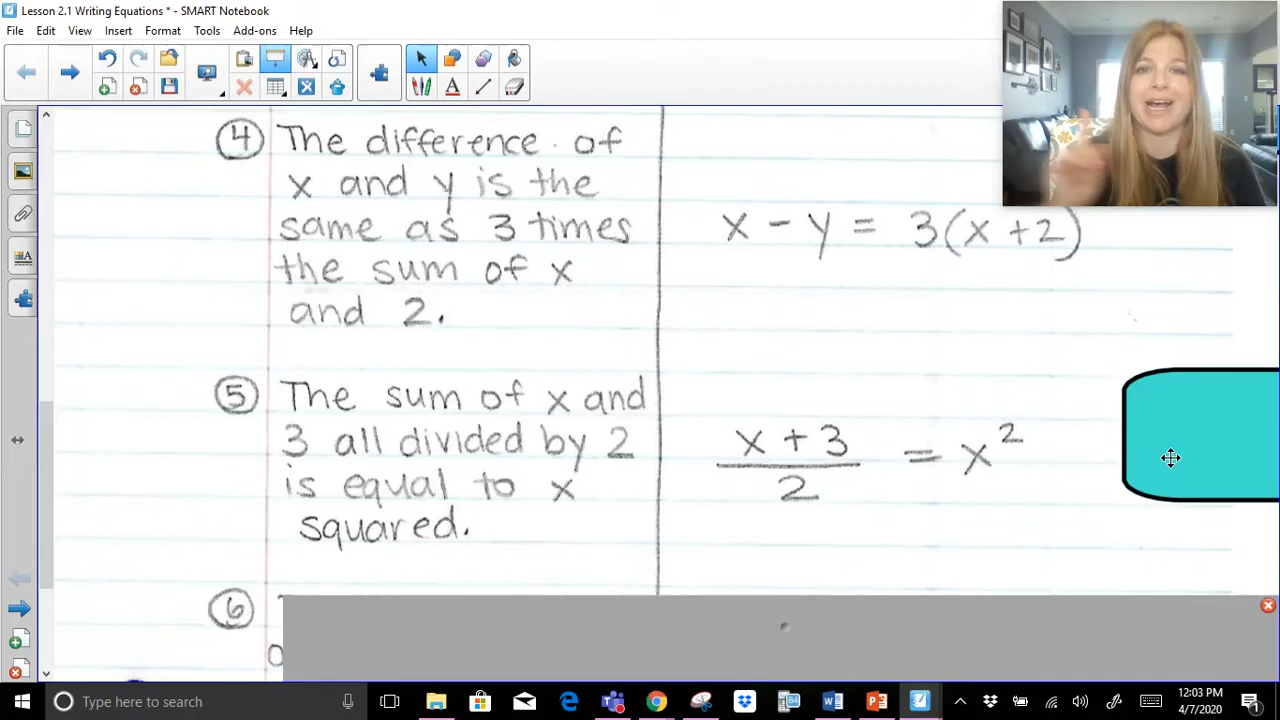 Lesson 2.1 Writing Equations * - SMART Notebook
File Edit View Insert Format Tools Add-ons Help
④ The difference of
x and y is the
same as 3 times
the sum of x
and 2.
x - y = 3(x + 2)
⑤ The sum of x and
3 all divided by 2
is equal to x
squared.
x + 3
2
= x²
⑥
Type here to search
12:03 PM
4/7/2020